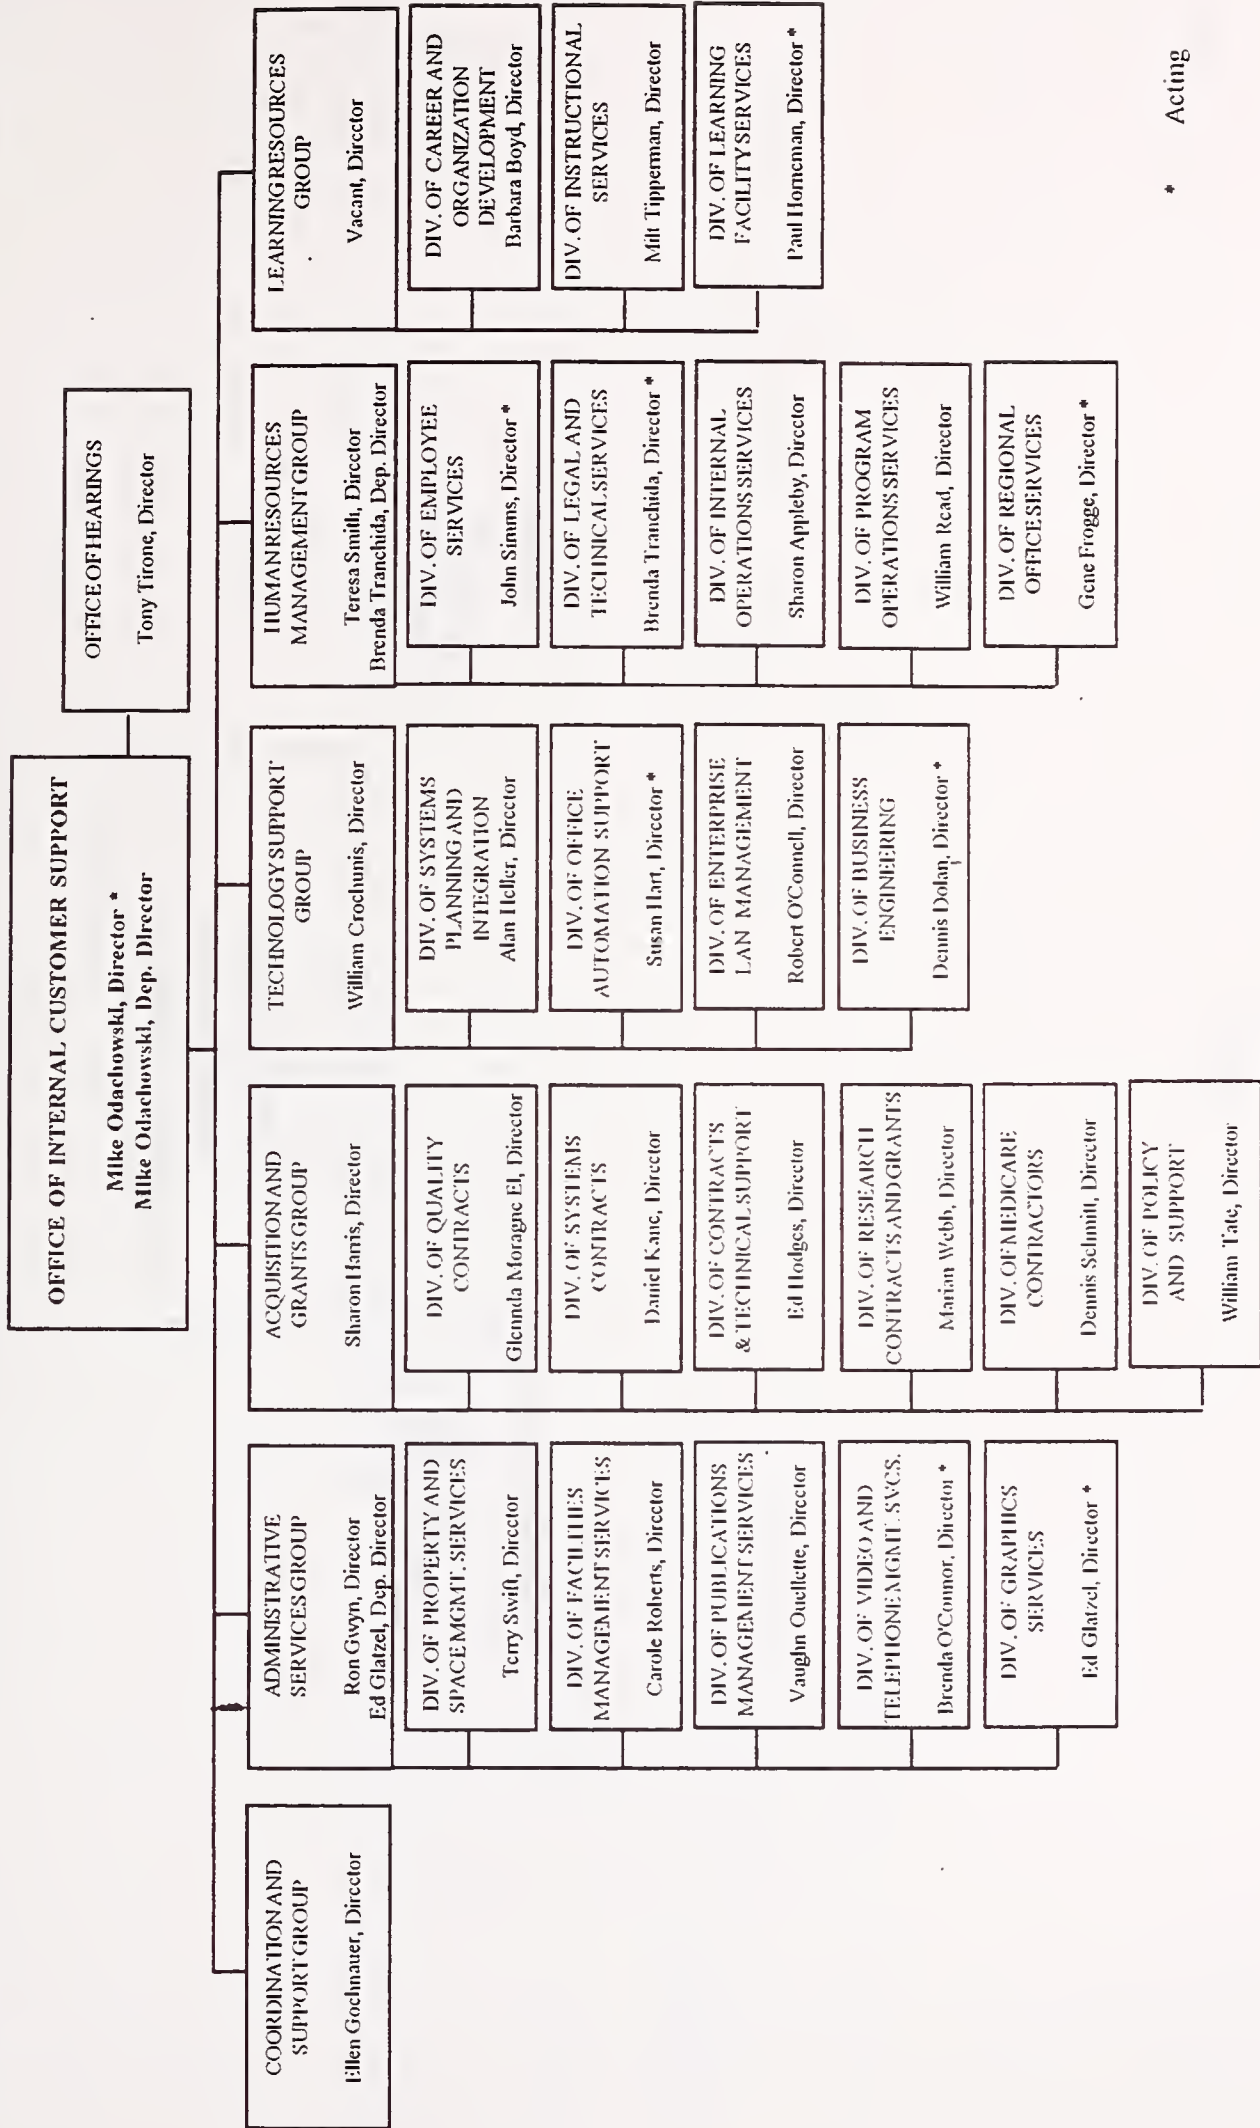 OFFICE OF INTERNAL CUSTOMER SUPPORT
Mike Odachowski, Director *
Mike Odachowski, Dep. Director
OFFICE OF HEARINGS
Tony Tirone, Director
COORDINATION AND
SUPPORT GROUP
Ellen Gochnauer, Director
ADMINISTRATIVE
SERVICES GROUP
Ron Gwyn, Director
Ed Glatzel, Dep. Director
DIV. OF PROPERTY AND
SPACE MGMT. SERVICES
Terry Swift, Director
DIV. OF FACILITIES
MANAGEMENT SERVICES
Carole Roberts, Director
DIV. OF PUBLICATIONS
MANAGEMENT SERVICES
Vaughn Ouellette, Director
DIV. OF VIDEO AND
TELEPHONE MGMT. SVCS.
Brenda O'Connor, Director *
DIV. OF GRAPHICS
SERVICES
Ed Glatzel, Director *
ACQUISITION AND
GRANTS GROUP
Sharon Harris, Director
DIV. OF QUALITY
CONTRACTS
Glennda Moragne El, Director
DIV. OF SYSTEMS
CONTRACTS
Daniel Kane, Director
DIV. OF CONTRACTS
& TECHNICAL SUPPORT
Ed Hodges, Director
DIV. OF RESEARCH
CONTRACTS AND GRANTS
Marian Webb, Director
DIV. OF MEDICARE
CONTRACTORS
Dennis Schmitt, Director
DIV. OF POLICY
AND SUPPORT
William Tate, Director
TECHNOLOGY SUPPORT
GROUP
William Crochunis, Director
DIV. OF SYSTEMS
PLANNING AND
INTEGRATION
Alan Heller, Director
DIV. OF OFFICE
AUTOMATION SUPPORT
Susan Hart, Director *
DIV. OF ENTERPRISE
LAN MANAGEMENT
Robert O'Connell, Director
DIV. OF BUSINESS
ENGINEERING
Dennis Dolan, Director *
HUMAN RESOURCES
MANAGEMENT GROUP
Teresa Smith, Director
Brenda Tranchida, Dep. Director
DIV. OF EMPLOYEE
SERVICES
John Simms, Director *
DIV. OF LEGAL AND
TECHNICAL SERVICES
Brenda Tranchida, Director *
DIV. OF INTERNAL
OPERATIONS SERVICES
Sharon Appleby, Director
DIV. OF PROGRAM
OPERATIONS SERVICES
William Read, Director
DIV. OF REGIONAL
OFFICE SERVICES
Gene Frogge, Director *
LEARNING RESOURCES
GROUP
Vacant, Director
DIV. OF CAREER AND
ORGANIZATION
DEVELOPMENT
Barbara Boyd, Director
DIV. OF INSTRUCTIONAL
SERVICES
Milt Tipperman, Director
DIV. OF LEARNING
FACILITY SERVICES
Paul Horneman, Director *
* Acting